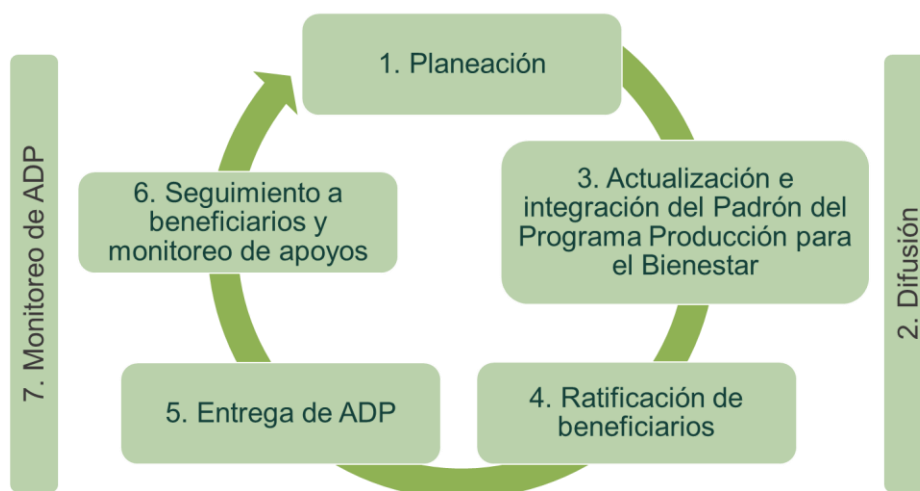 1. Planeación
2. Difusión
3. Actualización e
integración del Padrón del
Programa Producción para
el Bienestar
4. Ratificación de
beneficiarios
5. Entrega de ADP
6. Seguimiento a
beneficiarios y
monitoreo de apoyos
7. Monitoreo de ADP